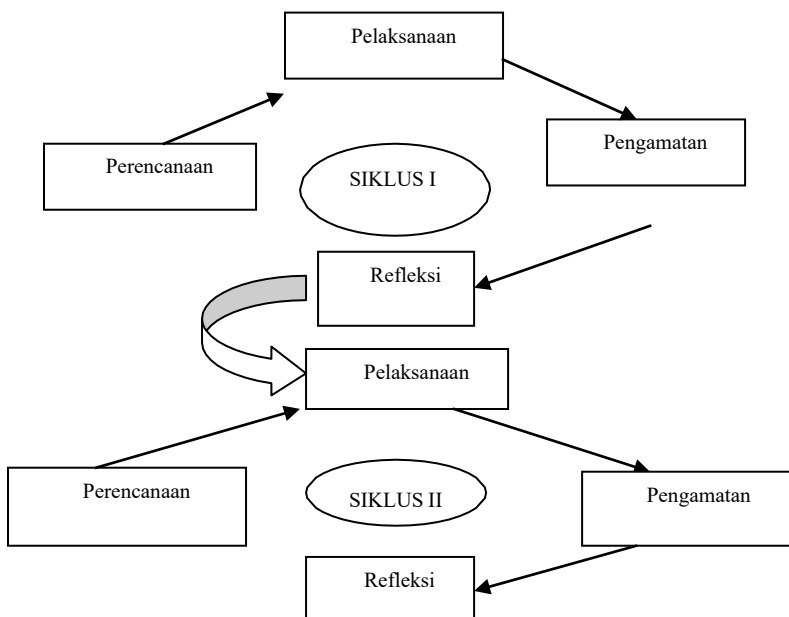 Pelaksanaan
Perencanaan
Pengamatan
SIKLUS I
Refleksi
Pelaksanaan
Perencanaan
SIKLUS II
Pengamatan
Refleksi